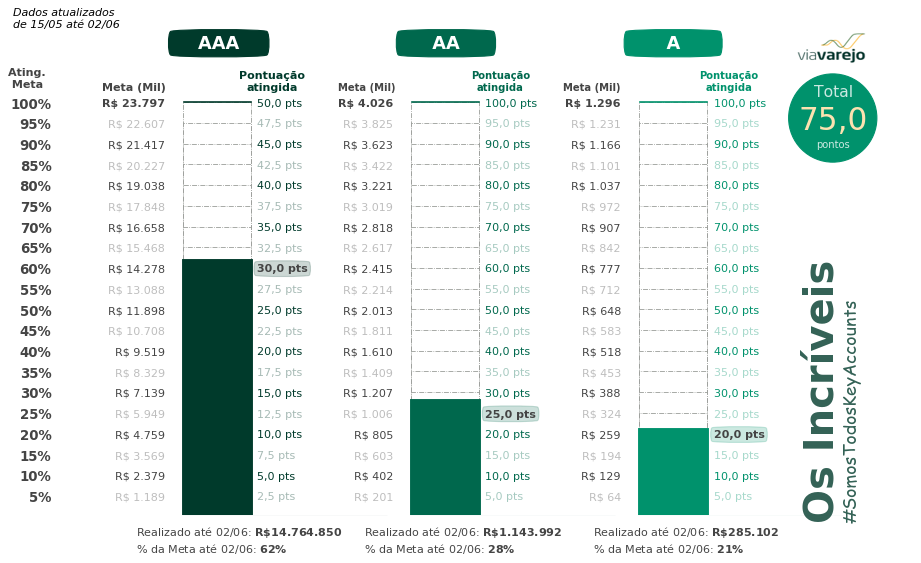 Dados atualizados
de 15/05 até 02/06
AAA
AA
A
viavarejo
Ating. Meta
Meta (Mil)
Pontuação atingida
Meta (Mil)
Pontuação atingida
Meta (Mil)
Pontuação atingida
Total
75,0
pontos
100% R$ 23.797 50,0 pts R$ 4.026 100,0 pts R$ 1.296 100,0 pts
95% R$ 22.607 47,5 pts R$ 3.825 95,0 pts R$ 1.231 95,0 pts
90% R$ 21.417 45,0 pts R$ 3.623 90,0 pts R$ 1.166 90,0 pts
85% R$ 20.227 42,5 pts R$ 3.422 85,0 pts R$ 1.101 85,0 pts
80% R$ 19.038 40,0 pts R$ 3.221 80,0 pts R$ 1.037 80,0 pts
75% R$ 17.848 37,5 pts R$ 3.019 75,0 pts R$ 972 75,0 pts
70% R$ 16.658 35,0 pts R$ 2.818 70,0 pts R$ 907 70,0 pts
65% R$ 15.468 32,5 pts R$ 2.617 65,0 pts R$ 842 65,0 pts
60% R$ 14.278 30,0 pts R$ 2.415 60,0 pts R$ 777 60,0 pts
55% R$ 13.088 27,5 pts R$ 2.214 55,0 pts R$ 712 55,0 pts
50% R$ 11.898 25,0 pts R$ 2.013 50,0 pts R$ 648 50,0 pts
45% R$ 10.708 22,5 pts R$ 1.811 45,0 pts R$ 583 45,0 pts
40% R$ 9.519 20,0 pts R$ 1.610 40,0 pts R$ 518 40,0 pts
35% R$ 8.329 17,5 pts R$ 1.409 35,0 pts R$ 453 35,0 pts
30% R$ 7.139 15,0 pts R$ 1.207 30,0 pts R$ 388 30,0 pts
25% R$ 5.949 12,5 pts R$ 1.006 25,0 pts R$ 324 25,0 pts
20% R$ 4.759 10,0 pts R$ 805 20,0 pts R$ 259 20,0 pts
15% R$ 3.569 7,5 pts R$ 603 15,0 pts R$ 194 15,0 pts
10% R$ 2.379 5,0 pts R$ 402 10,0 pts R$ 129 10,0 pts
5% R$ 1.189 2,5 pts R$ 201 5,0 pts R$ 64 5,0 pts
Realizado até 02/06: R$14.764.850
% da Meta até 02/06: 62%
Realizado até 02/06: R$1.143.992
% da Meta até 02/06: 28%
Realizado até 02/06: R$285.102
% da Meta até 02/06: 21%
Os Incríveis
#SomosTodosKeyAccounts